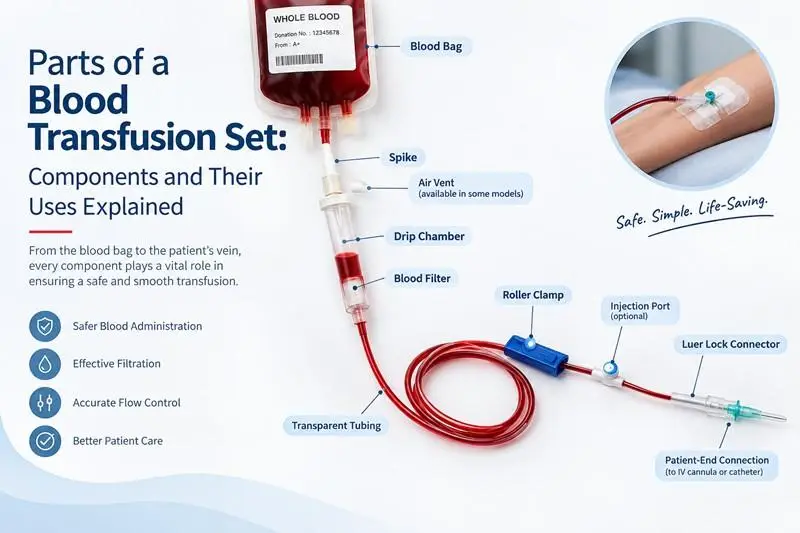 Parts of a
Blood
Transfusion Set:
Components and Their
Uses Explained
From the blood bag to the patient's vein,
every component plays a vital role in
ensuring a safe and smooth transfusion.
Safer Blood Administration
Effective Filtration
Accurate Flow Control
Better Patient Care
WHOLE BLOOD
Donation No. : 12345678
From : A+
Blood Bag
Spike
Air Vent
(available in some models)
Drip Chamber
Blood Filter
Transparent Tubing
Roller Clamp
Injection Port
(optional)
Luer Lock Connector
Patient-End Connection
(to IV cannula or catheter)
Safe. Simple. Life-Saving.